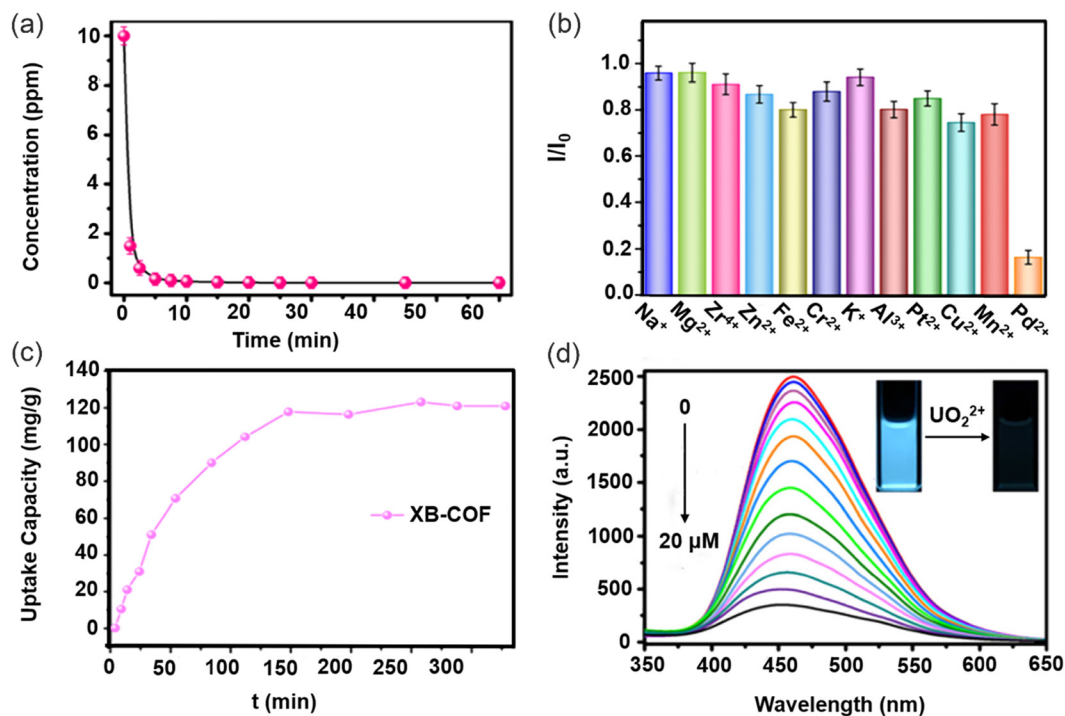 (a)
Concentration (ppm)
10
8
6
4
2
0
0 10 20 30 40 50 60
Time (min)
(b)
I/I₀
1.0
0.8
0.6
0.4
0.2
0.0
Na⁺ Mg²⁺ Zr⁴⁺ Zn²⁺ Fe²⁺ Cr²⁺ K⁺ Al³⁺ Pt²⁺ Cu²⁺ Mn²⁺ Pd²⁺
(c)
Uptake Capacity (mg/g)
140
120
100
80
60
40
20
0
XB-COF
0 50 100 150 200 250 300
t (min)
(d)
Intensity (a.u.)
2500
2000
1500
1000
500
0
0
20 μM
UO₂²⁺
350 400 450 500 550 600 650
Wavelength (nm)